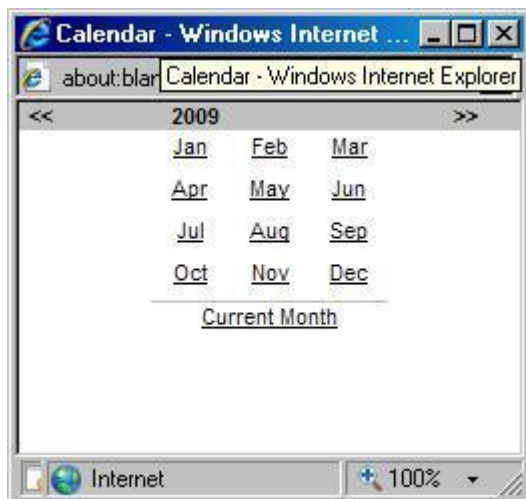 Calendar - Windows Internet ...
about:blar
Calendar - Windows Internet Explorer
<< 2009 >>
Jan Feb Mar
Apr May Jun
Jul Aug Sep
Oct Nov Dec
Current Month
Internet 100%